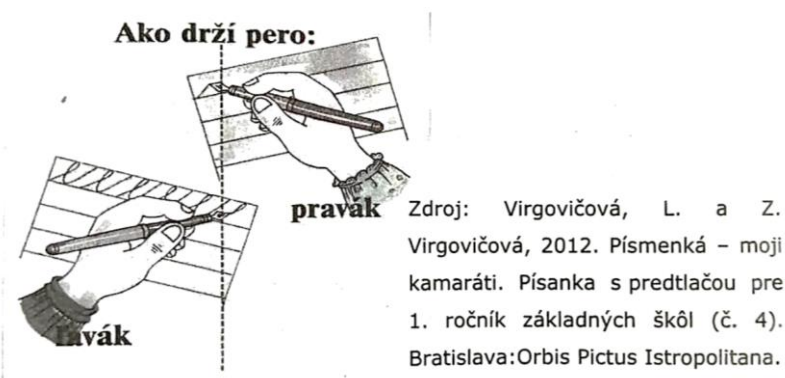 Ako drží pero:
pravák
ľavák
Zdroj: Virgovičová, L. a Z.
Virgovičová, 2012. Písmenká – moji
kamaráti. Písanka s predtlačou pre
1. ročník základných škôl (č. 4).
Bratislava:Orbis Pictus Istropolitana.